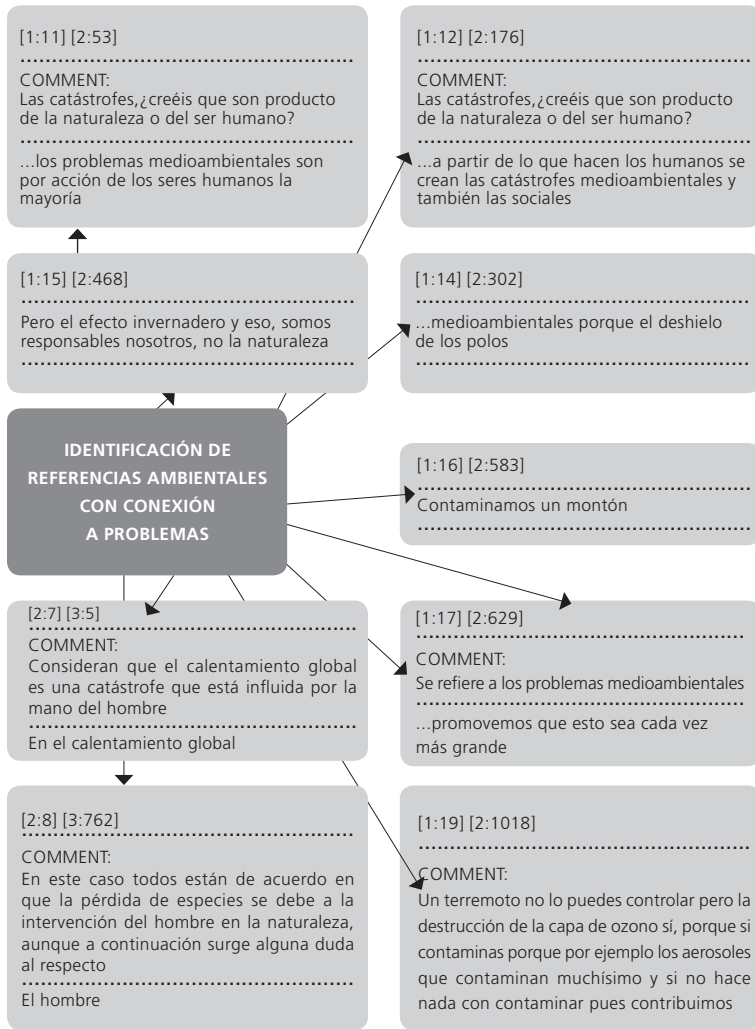 [1:11] [2:53]
COMMENT:
Las catástrofes,¿creéis que son producto
de la naturaleza o del ser humano?
...los problemas medioambientales son
por acción de los seres humanos la
mayoría
[1:12] [2:176]
COMMENT:
Las catástrofes,¿creéis que son producto
de la naturaleza o del ser humano?
...a partir de lo que hacen los humanos se
crean las catástrofes medioambientales y
también las sociales
[1:15] [2:468]
Pero el efecto invernadero y eso, somos
responsables nosotros, no la naturaleza
[1:14] [2:302]
...medioambientales porque el deshielo
de los polos
IDENTIFICACIÓN DE
REFERENCIAS AMBIENTALES
CON CONEXIÓN
A PROBLEMAS
[1:16] [2:583]
Contaminamos un montón
[2:7] [3:5]
COMMENT:
Consideran que el calentamiento global
es una catástrofe que está influida por la
mano del hombre
En el calentamiento global
[1:17] [2:629]
COMMENT:
Se refiere a los problemas medioambientales
...promovemos que esto sea cada vez
más grande
[2:8] [3:762]
COMMENT:
En este caso todos están de acuerdo en
que la pérdida de especies se debe a la
intervención del hombre en la naturaleza,
aunque a continuación surge alguna duda
al respecto
El hombre
[1:19] [2:1018]
COMMENT:
Un terremoto no lo puedes controlar pero la
destrucción de la capa de ozono sí, porque si
contaminas porque por ejemplo los aerosoles
que contaminan muchísimo y si no hace
nada con contaminar pues contribuimos